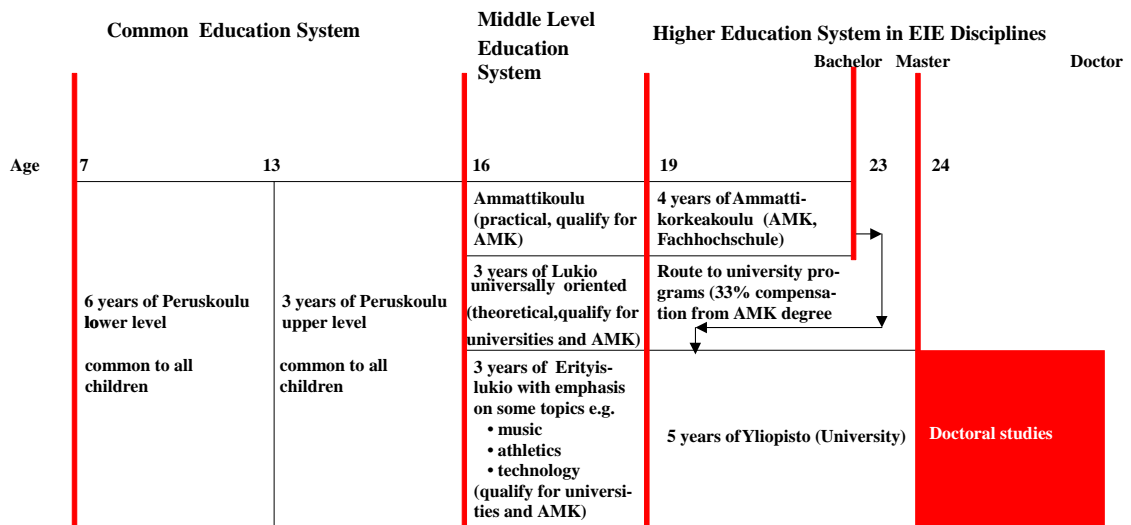 Common Education System
Middle Level
Education
System
Higher Education System in EIE Disciplines
Bachelor Master Doctor
Age 7 13 16 19 23 24
6 years of Peruskoulu
lower level
common to all
children
3 years of Peruskoulu
upper level
common to all
children
Ammattikoulu
(practical, qualify for
AMK)
3 years of Lukio
universally oriented
(theoretical,qualify for
universities and AMK)
3 years of Erityis-
lukio with emphasis
on some topics e.g.
• music
• athletics
• technology
(qualify for universi-
ties and AMK)
4 years of Ammatti-
korkeakoulu (AMK,
Fachhochschule)
Route to university pro-
grams (33% compensa-
tion from AMK degree
5 years of Yliopisto (University)
Doctoral studies